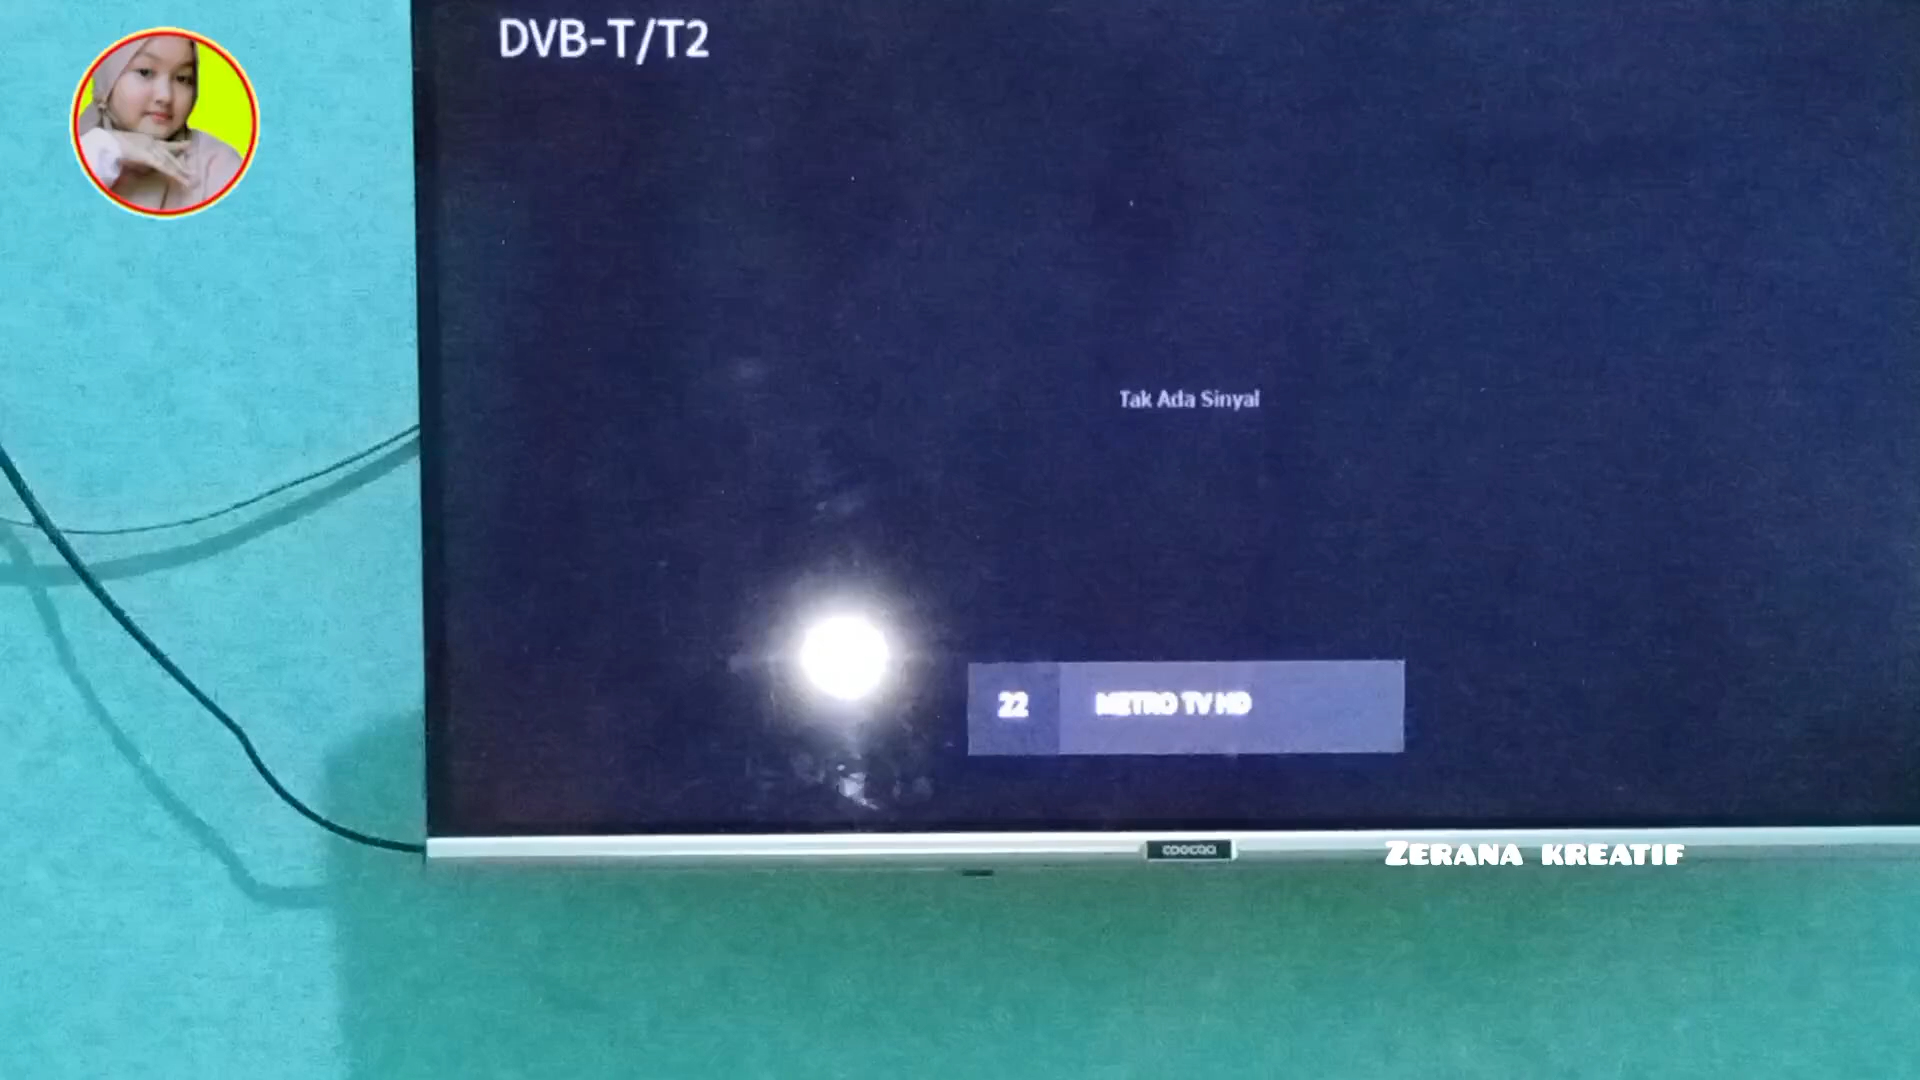 DVB-T/T2
Tak Ada Sinyal
22 METRO TV HD
coocaa
ZERANA KREATIF